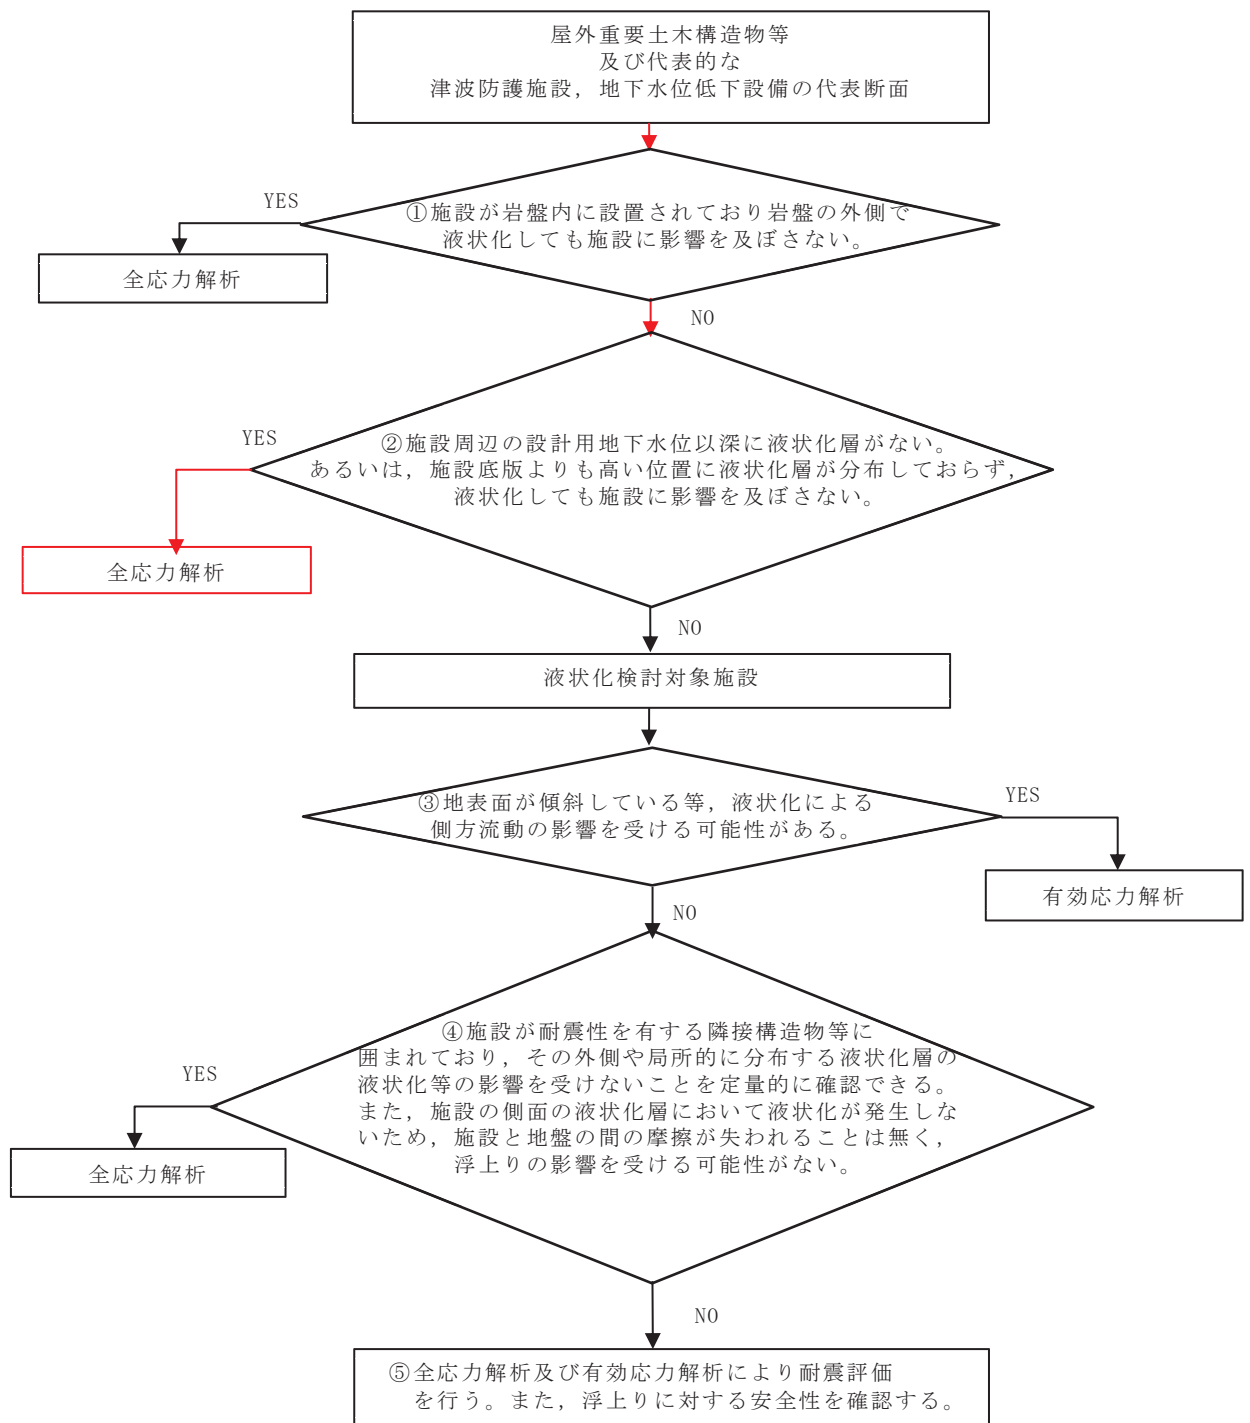 屋外重要土木構造物等
及び代表的な
津波防護施設，地下水位低下設備の代表断面
YES
①施設が岩盤内に設置されており岩盤の外側で
液状化しても施設に影響を及ぼさない。
全応力解析
NO
YES
②施設周辺の設計用地下水位以深に液状化層がない。
あるいは，施設底版よりも高い位置に液状化層が分布しておらず，
液状化しても施設に影響を及ぼさない。
全応力解析
NO
液状化検討対象施設
③地表面が傾斜している等，液状化による
側方流動の影響を受ける可能性がある。
YES
有効応力解析
NO
④施設が耐震性を有する隣接構造物等に
囲まれており，その外側や局所的に分布する液状化層の
液状化等の影響を受けないことを定量的に確認できる。
また，施設の側面の液状化層において液状化が発生しな
いため，施設と地盤の間の摩擦が失われることは無く，
浮上りの影響を受ける可能性がない。
YES
全応力解析
NO
⑤全応力解析及び有効応力解析により耐震評価
を行う。また，浮上りに対する安全性を確認する。